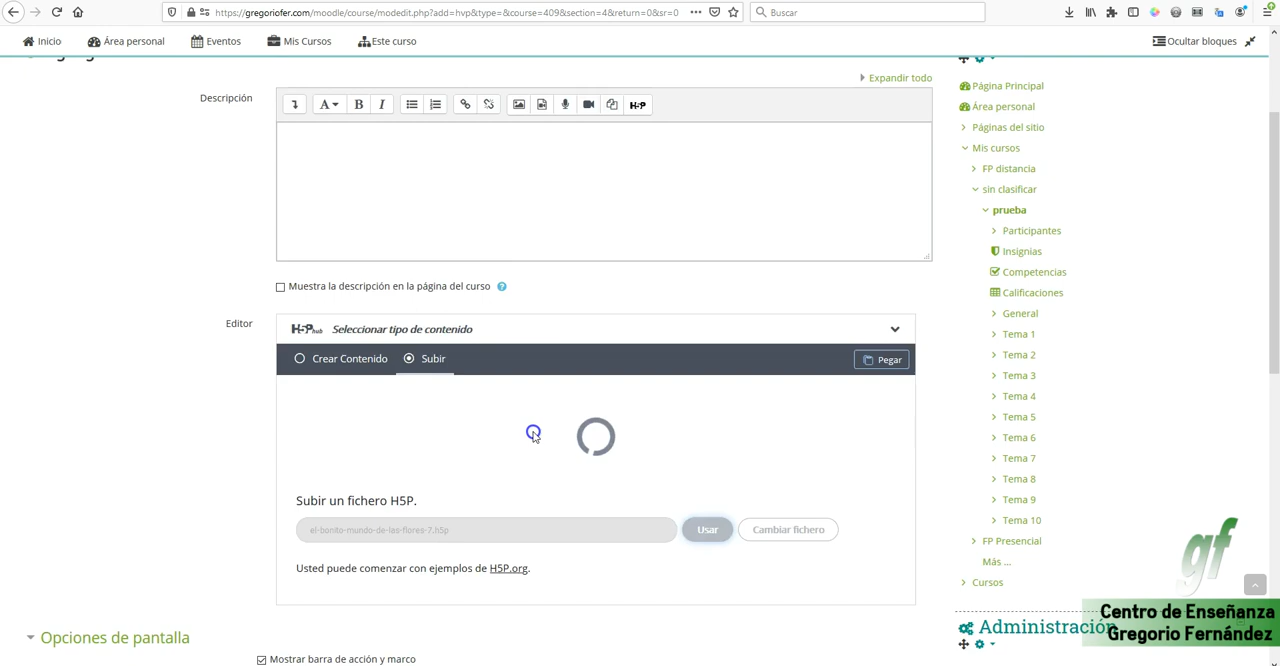 https://gregoriofer.com/moodle/course/modedit.php?add=hvp&type=&course=409&section=4&return=0&sr=0
Buscar
Inicio
Área personal
Eventos
Mis Cursos
Este curso
Ocultar bloques
Expandir todo
Descripción
A
B
I
H-P
Muestra la descripción en la página del curso
Editor
H5P hub
Seleccionar tipo de contenido
Crear Contenido
Subir
Pegar
Subir un fichero H5P.
el-bonito-mundo-de-las-flores-7.h5p
Usar
Cambiar fichero
Usted puede comenzar con ejemplos de H5P.org.
Opciones de pantalla
Mostrar barra de acción y marco
Página Principal
Área personal
Páginas del sitio
Mis cursos
FP distancia
sin clasificar
prueba
Participantes
Insignias
Competencias
Calificaciones
General
Tema 1
Tema 2
Tema 3
Tema 4
Tema 5
Tema 6
Tema 7
Tema 8
Tema 9
Tema 10
FP Presencial
Más ...
Cursos
Administración
gf
Centro de Enseñanza
Gregorio Fernández